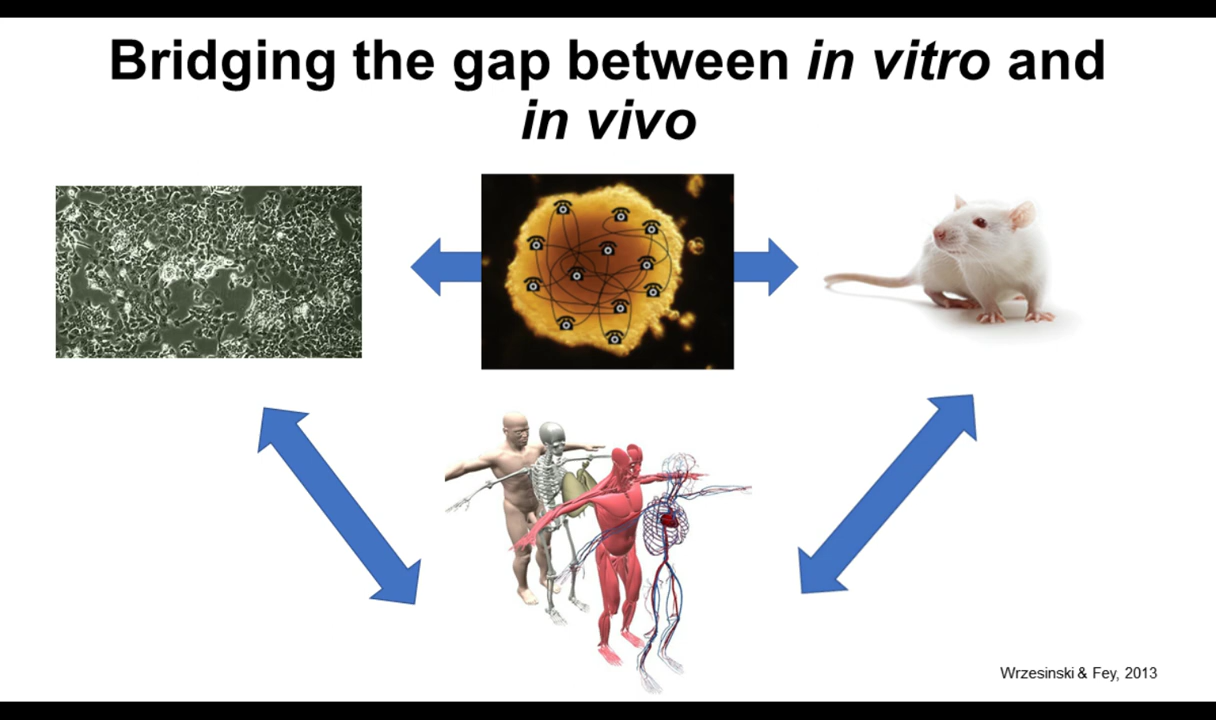 Bridging the gap between in vitro and
in vivo
Wrzesinski & Fey, 2013